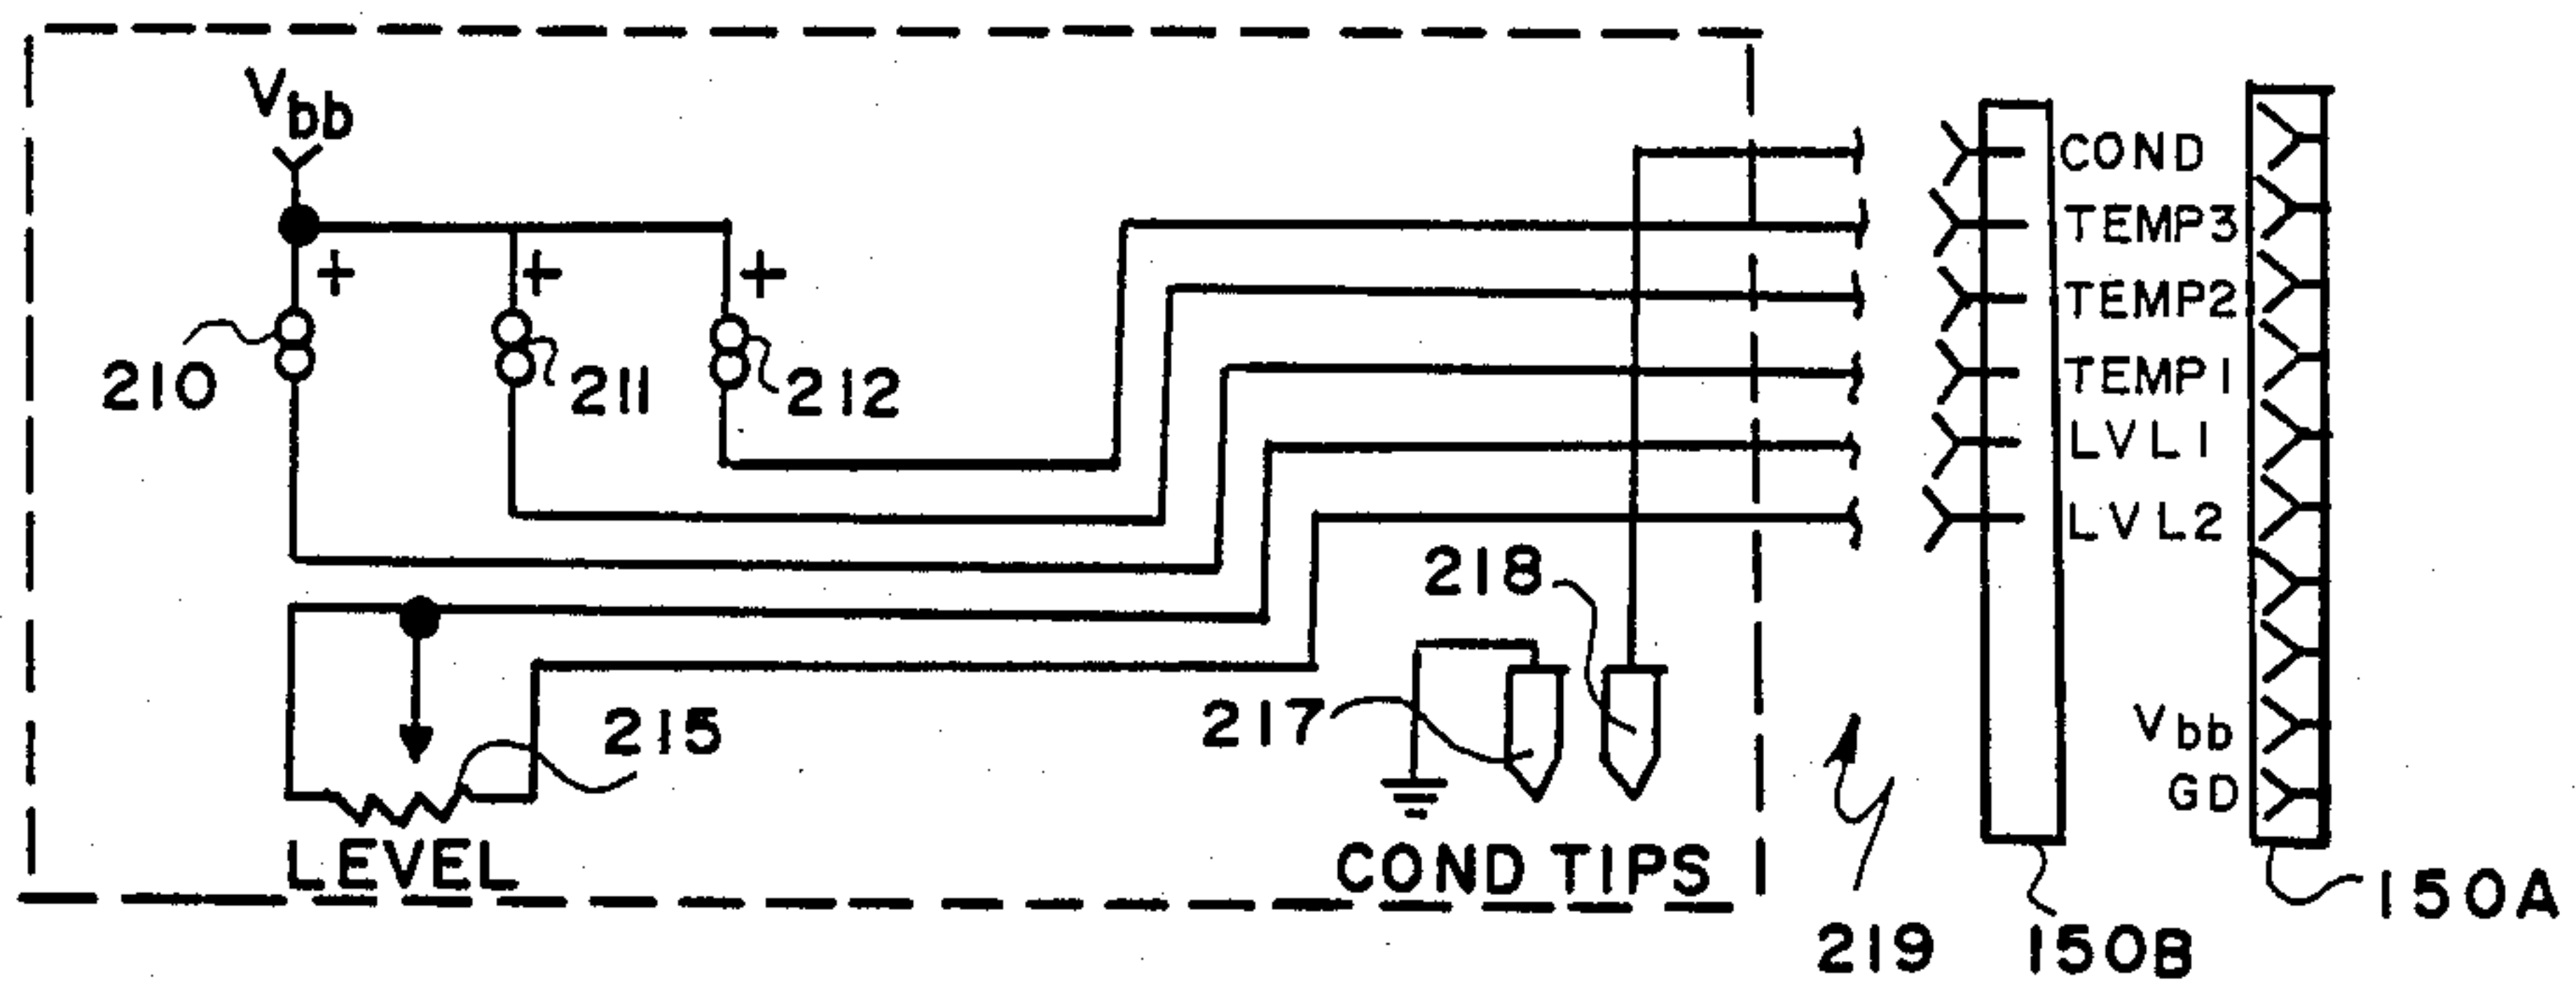 Vbb
+ + +
210
211
212
COND
TEMP3
TEMP2
TEMP1
LVL1
LVL2
218
217
215
Vbb
GD
LEVEL
COND TIPS
219
150B
150A